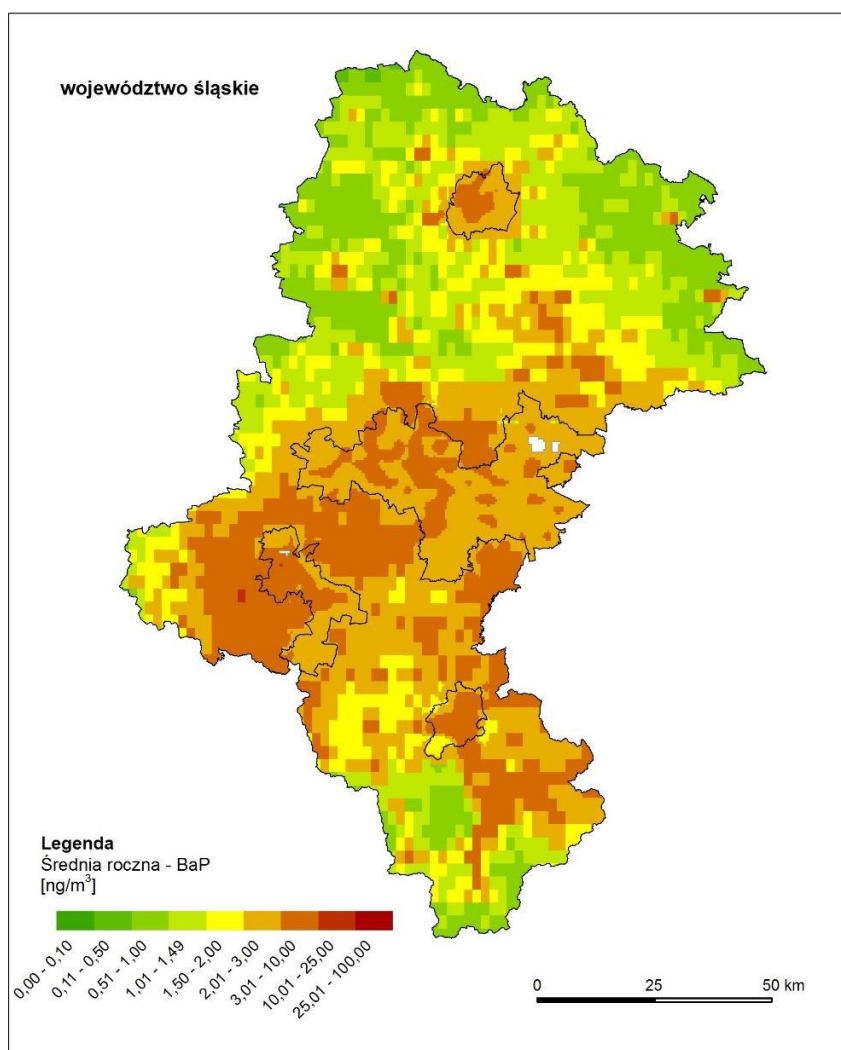 województwo śląskie
Legenda
Średnia roczna - BaP
[ng/m³]
0,00 - 0,10
0,11 - 0,50
0,51 - 1,00
1,01 - 1,49
1,50 - 2,00
2,01 - 3,00
3,01 - 10,00
10,01 - 25,00
25,01 - 100,00
0 25 50 km